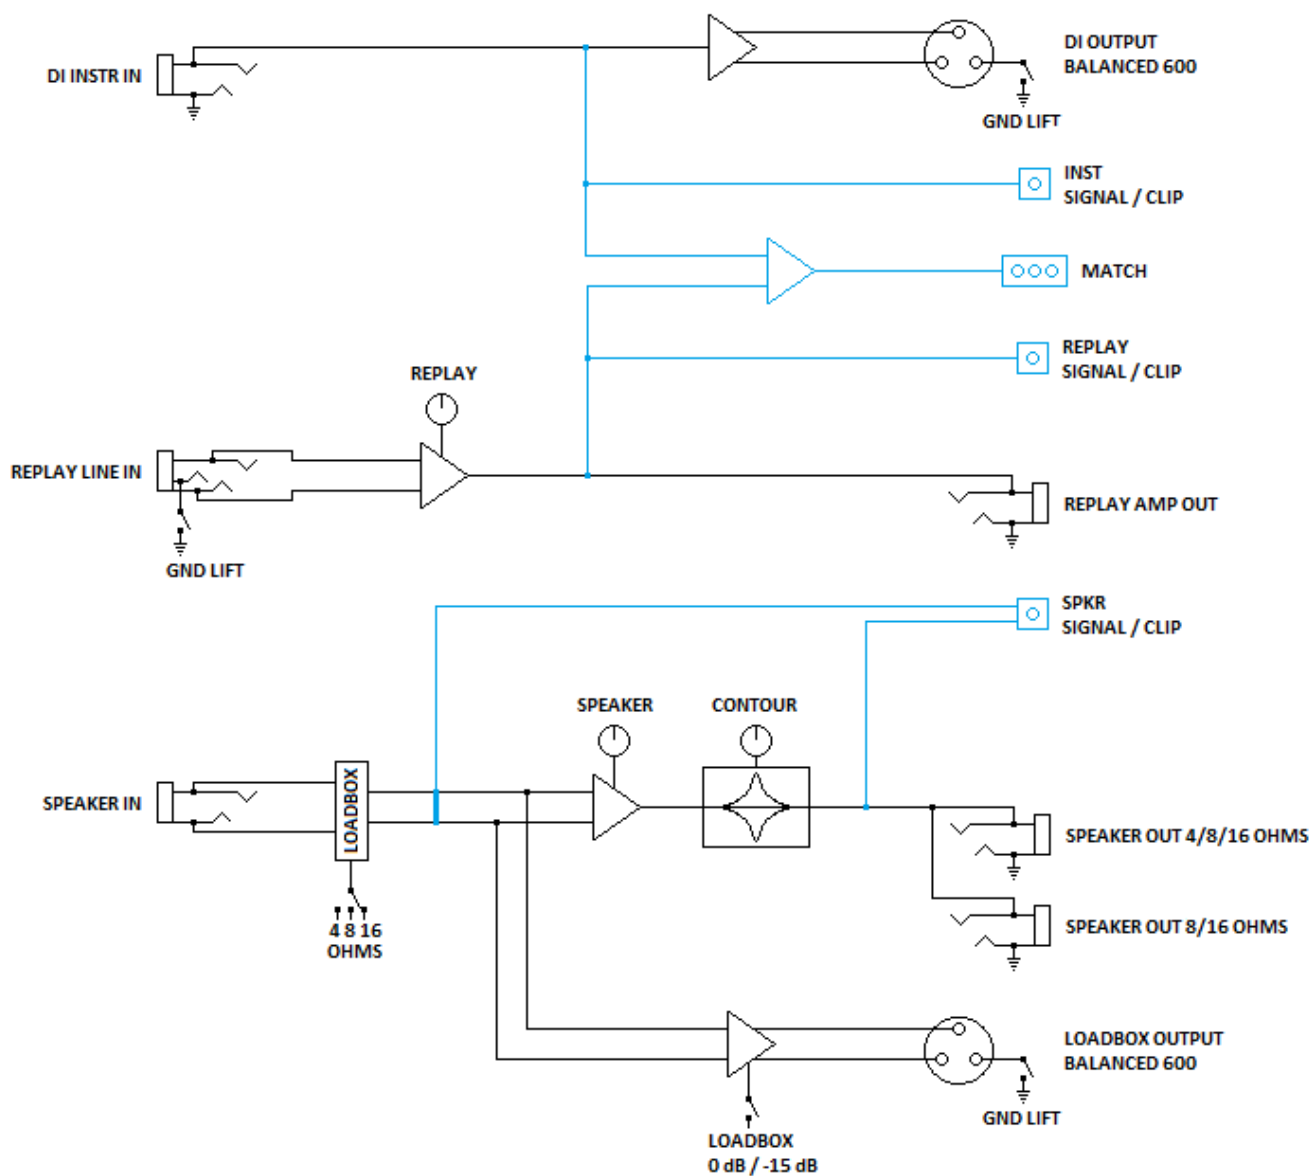 DI INSTR IN
DI OUTPUT
BALANCED 600
GND LIFT
INST
SIGNAL / CLIP
MATCH
REPLAY
SIGNAL / CLIP
REPLAY
REPLAY LINE IN
GND LIFT
REPLAY AMP OUT
SPKR
SIGNAL / CLIP
SPEAKER
CONTOUR
SPEAKER IN
LOADBOX
4 8 16
OHMS
SPEAKER OUT 4/8/16 OHMS
SPEAKER OUT 8/16 OHMS
LOADBOX OUTPUT
BALANCED 600
GND LIFT
LOADBOX
0 dB / -15 dB